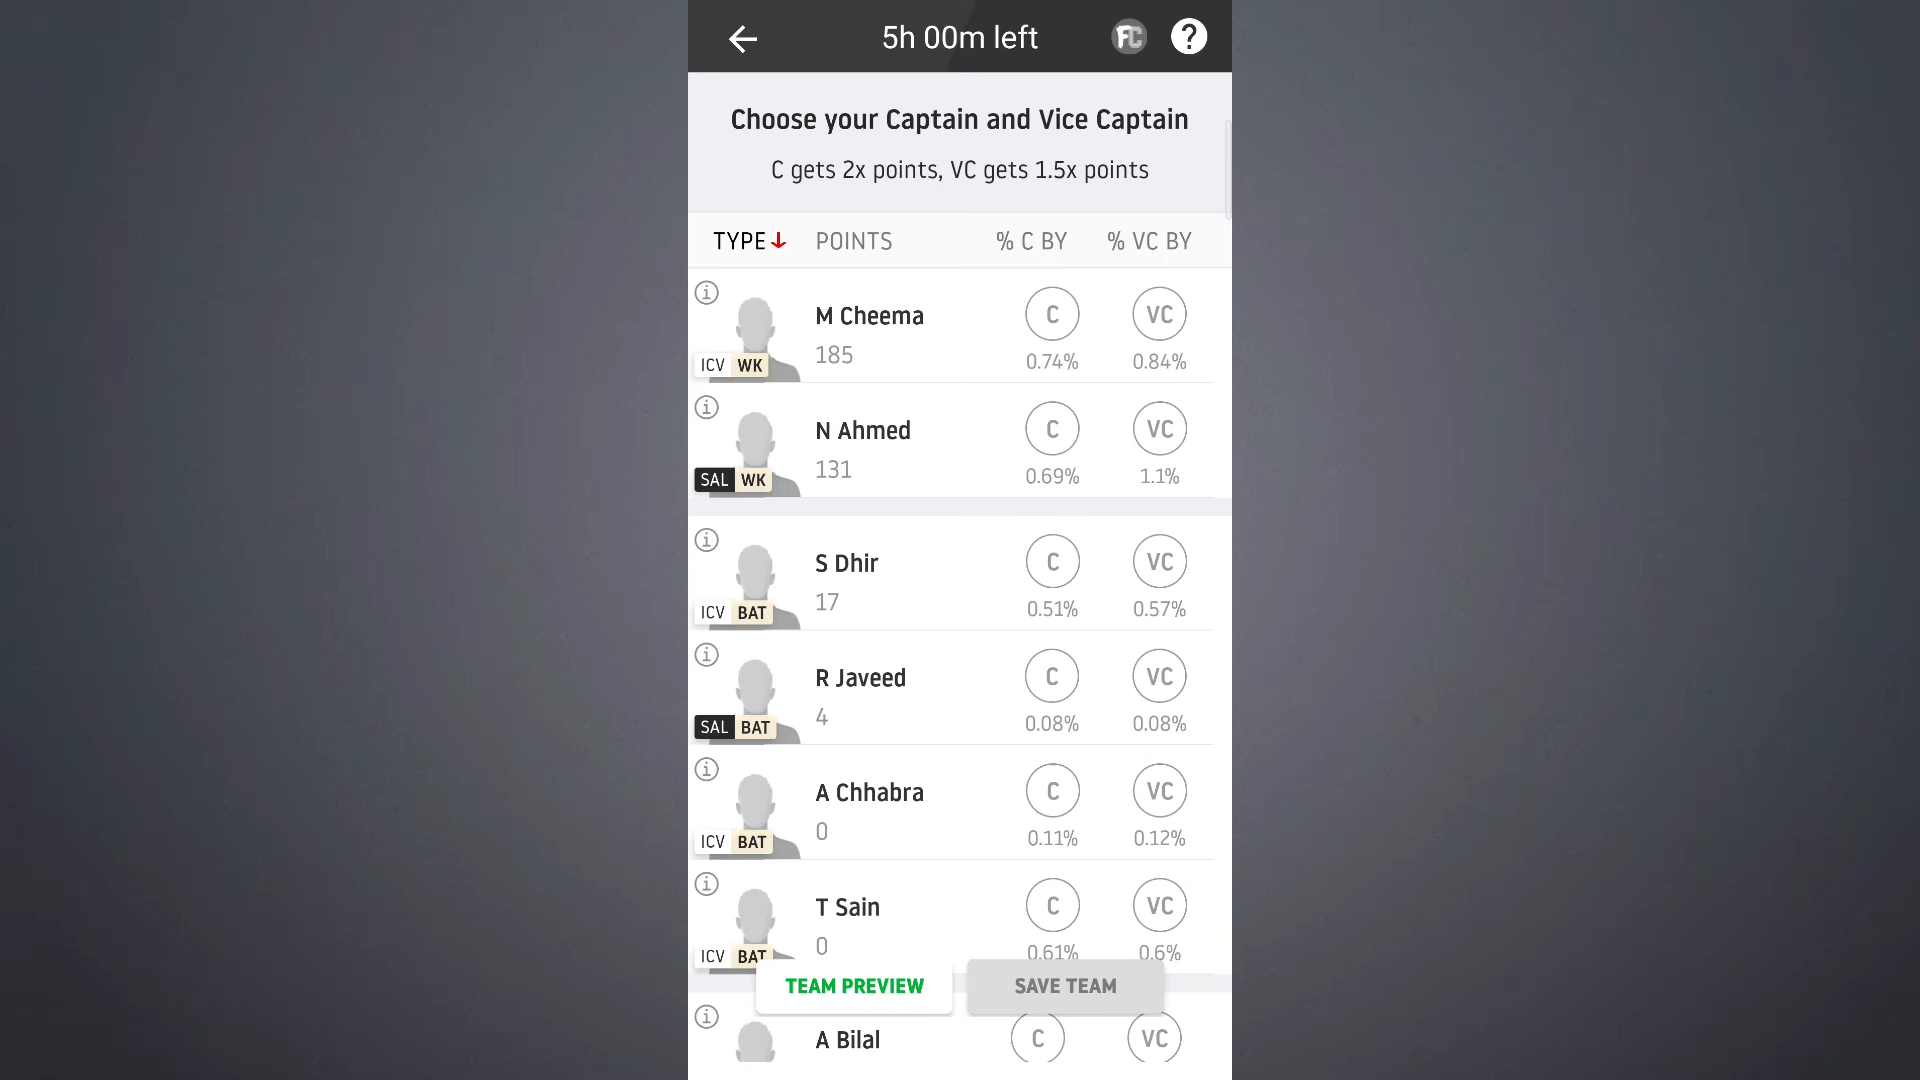 5h 00m left
FC
?
Choose your Captain and Vice Captain
C gets 2x points, VC gets 1.5x points
TYPE POINTS % C BY % VC BY
i
M Cheema C VC
185 0.74% 0.84%
ICV WK
i
N Ahmed C VC
131 0.69% 1.1%
SAL WK
i
S Dhir C VC
17 0.51% 0.57%
ICV BAT
i
R Javeed C VC
4 0.08% 0.08%
SAL BAT
i
A Chhabra C VC
0 0.11% 0.12%
ICV BAT
i
T Sain C VC
0 0.61% 0.6%
ICV BAT
TEAM PREVIEW SAVE TEAM
i
A Bilal C VC